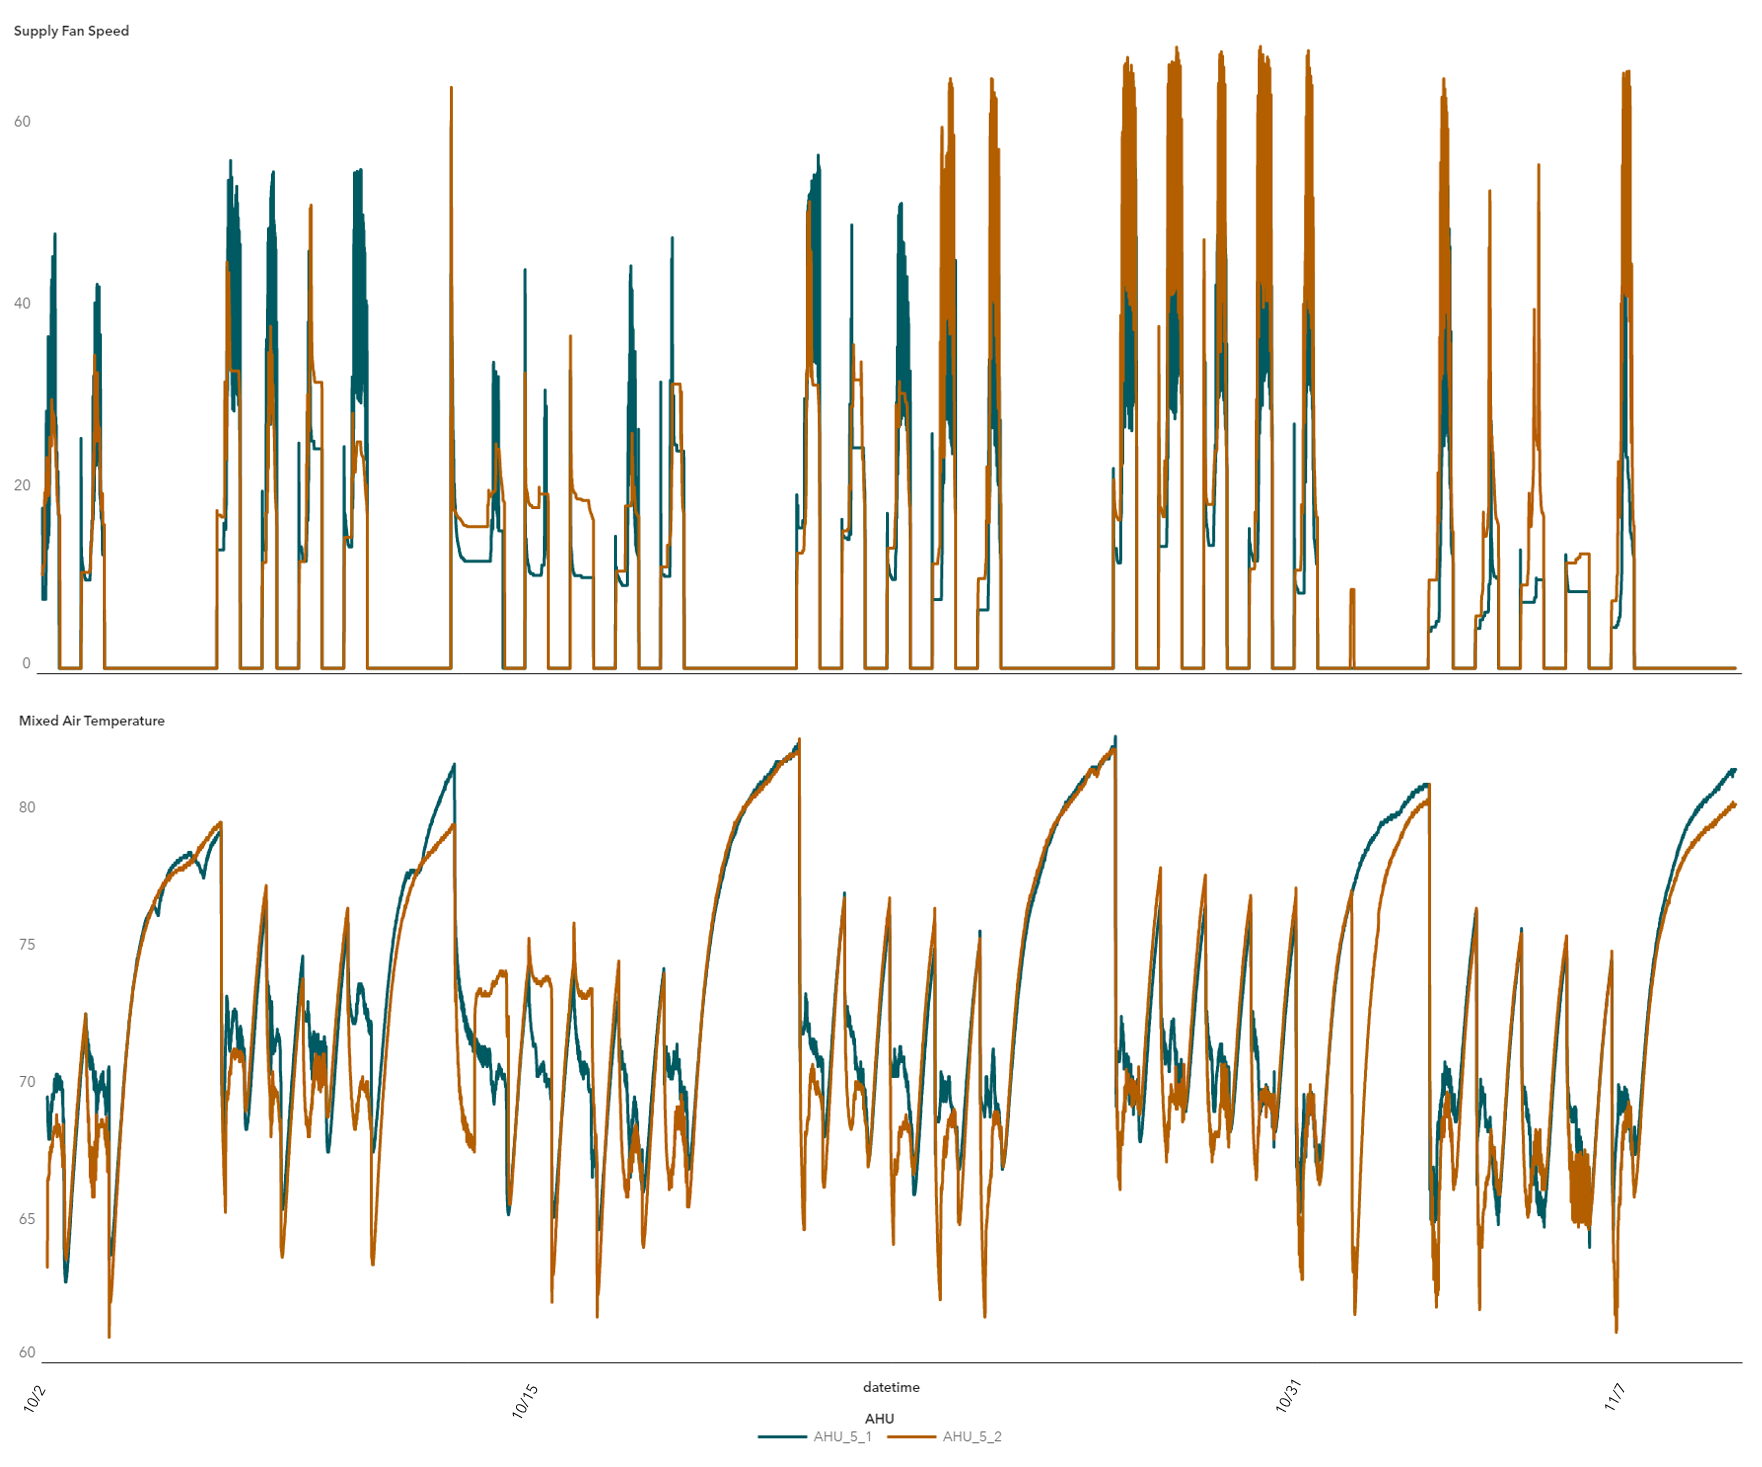 Supply Fan Speed
60
40
20
0
Mixed Air Temperature
80
75
70
65
60
10/2
10/15
datetime
10/31
11/7
AHU
AHU_5_1
AHU_5_2